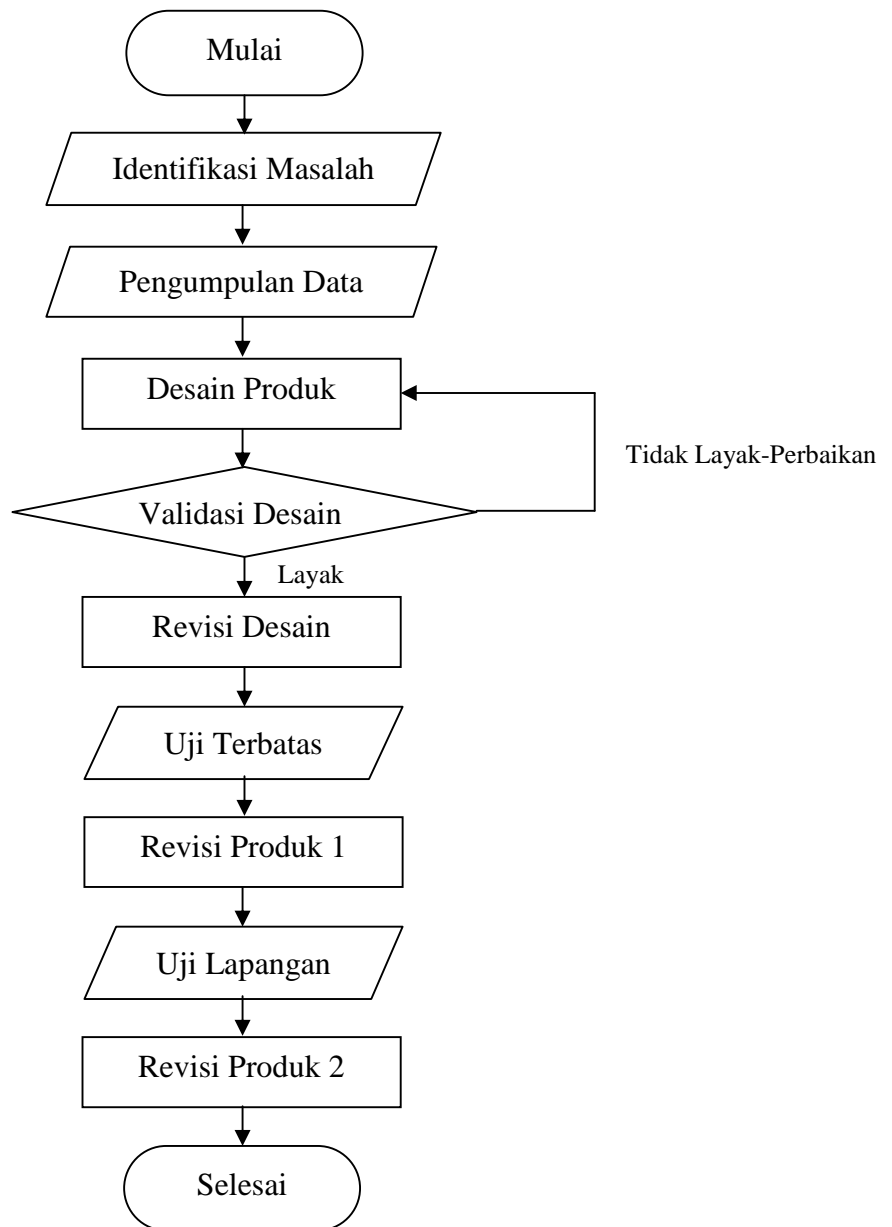 Mulai
Identifikasi Masalah
Pengumpulan Data
Desain Produk
Tidak Layak-Perbaikan
Validasi Desain
Layak
Revisi Desain
Uji Terbatas
Revisi Produk 1
Uji Lapangan
Revisi Produk 2
Selesai